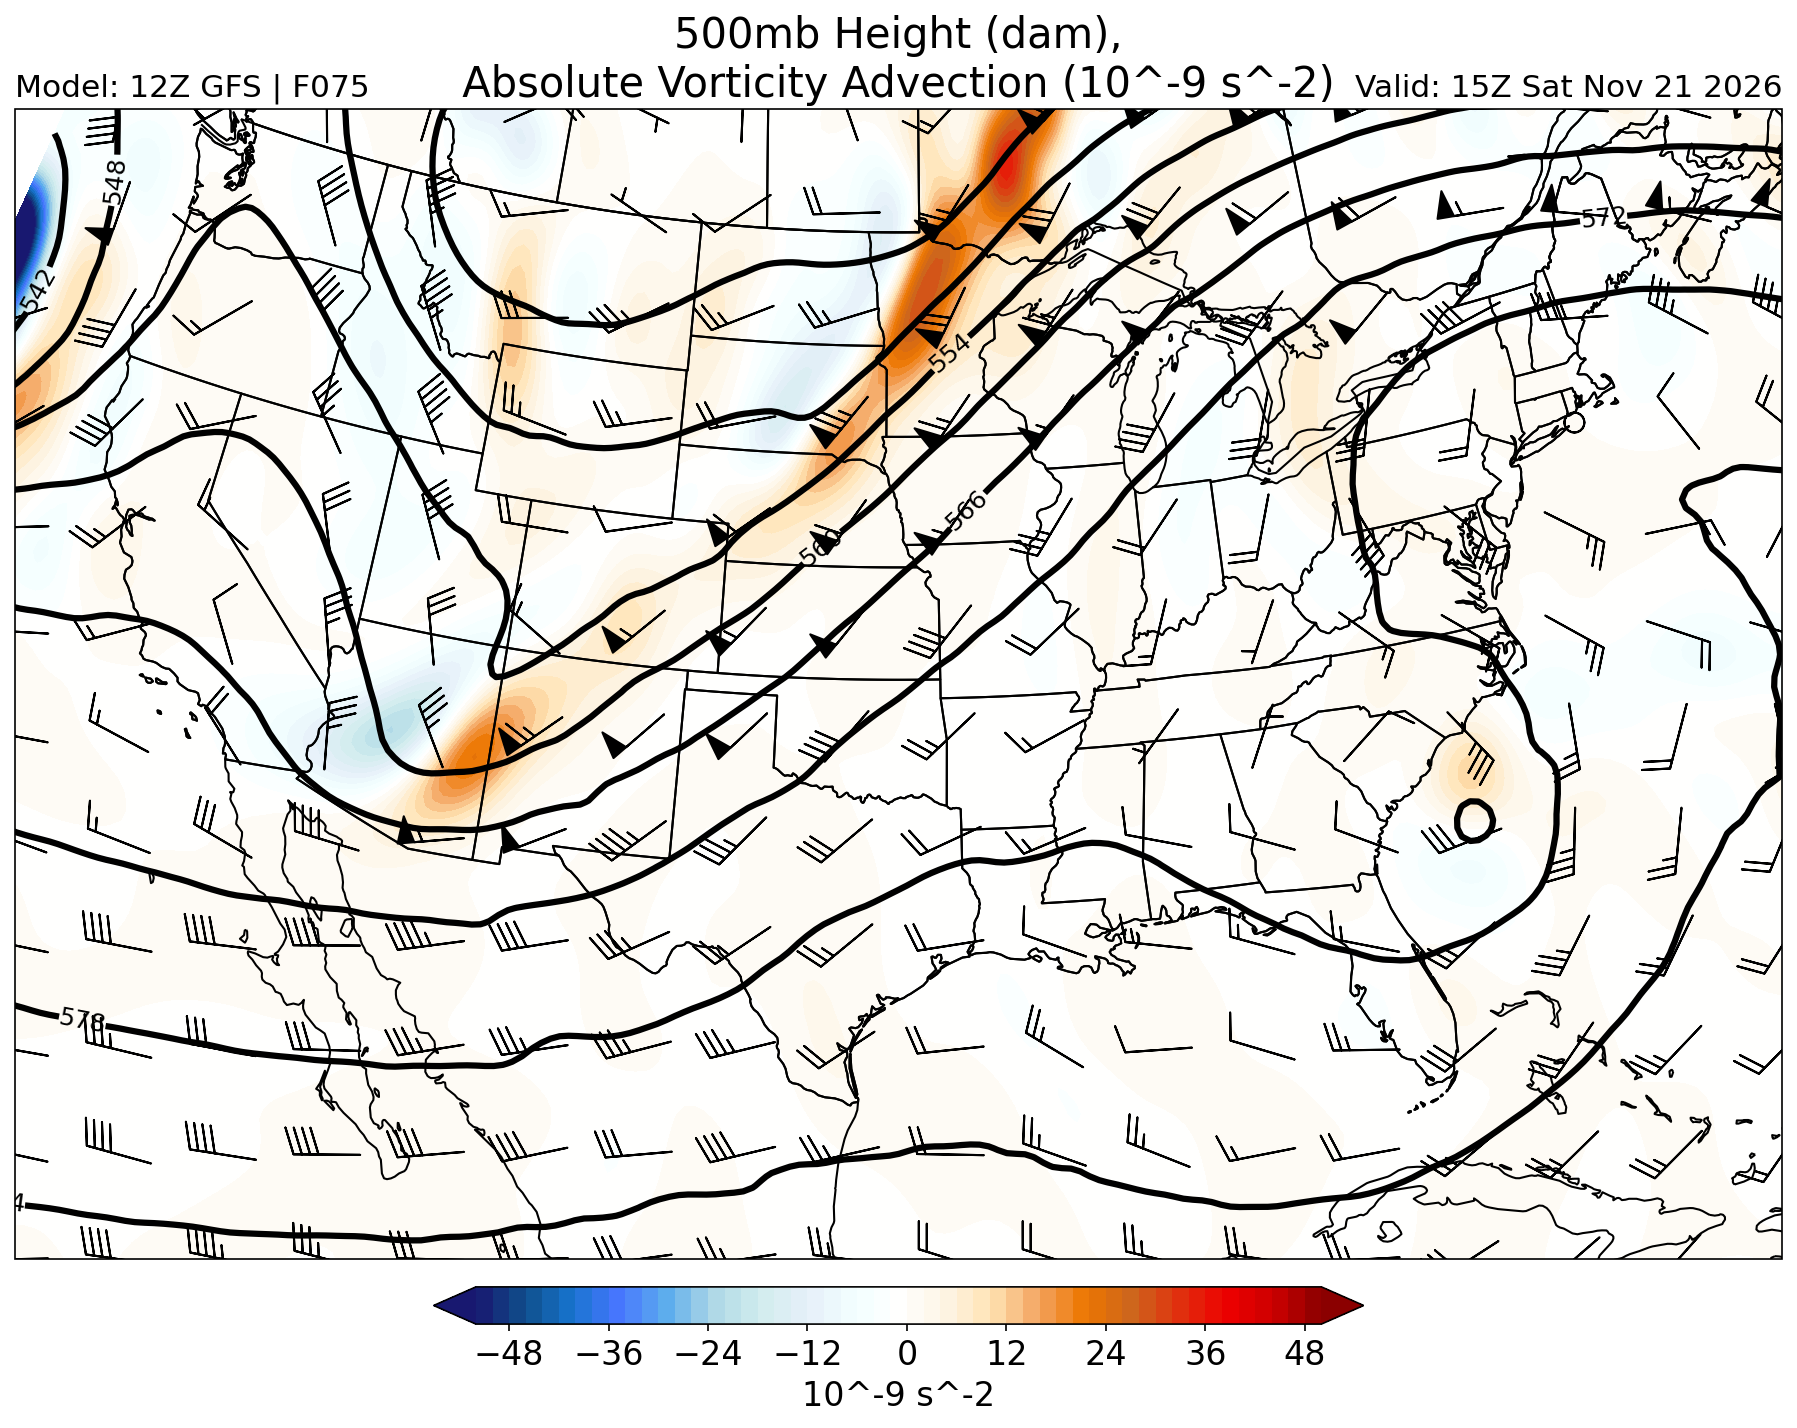 500mb Height (dam),
Model: 12Z GFS | F075
Absolute Vorticity Advection (10^-9 s^-2)
Valid: 15Z Sat Nov 21 2026
548
542
572
554
566
560
578
4
−48 −36 −24 −12 0 12 24 36 48
10^-9 s^-2